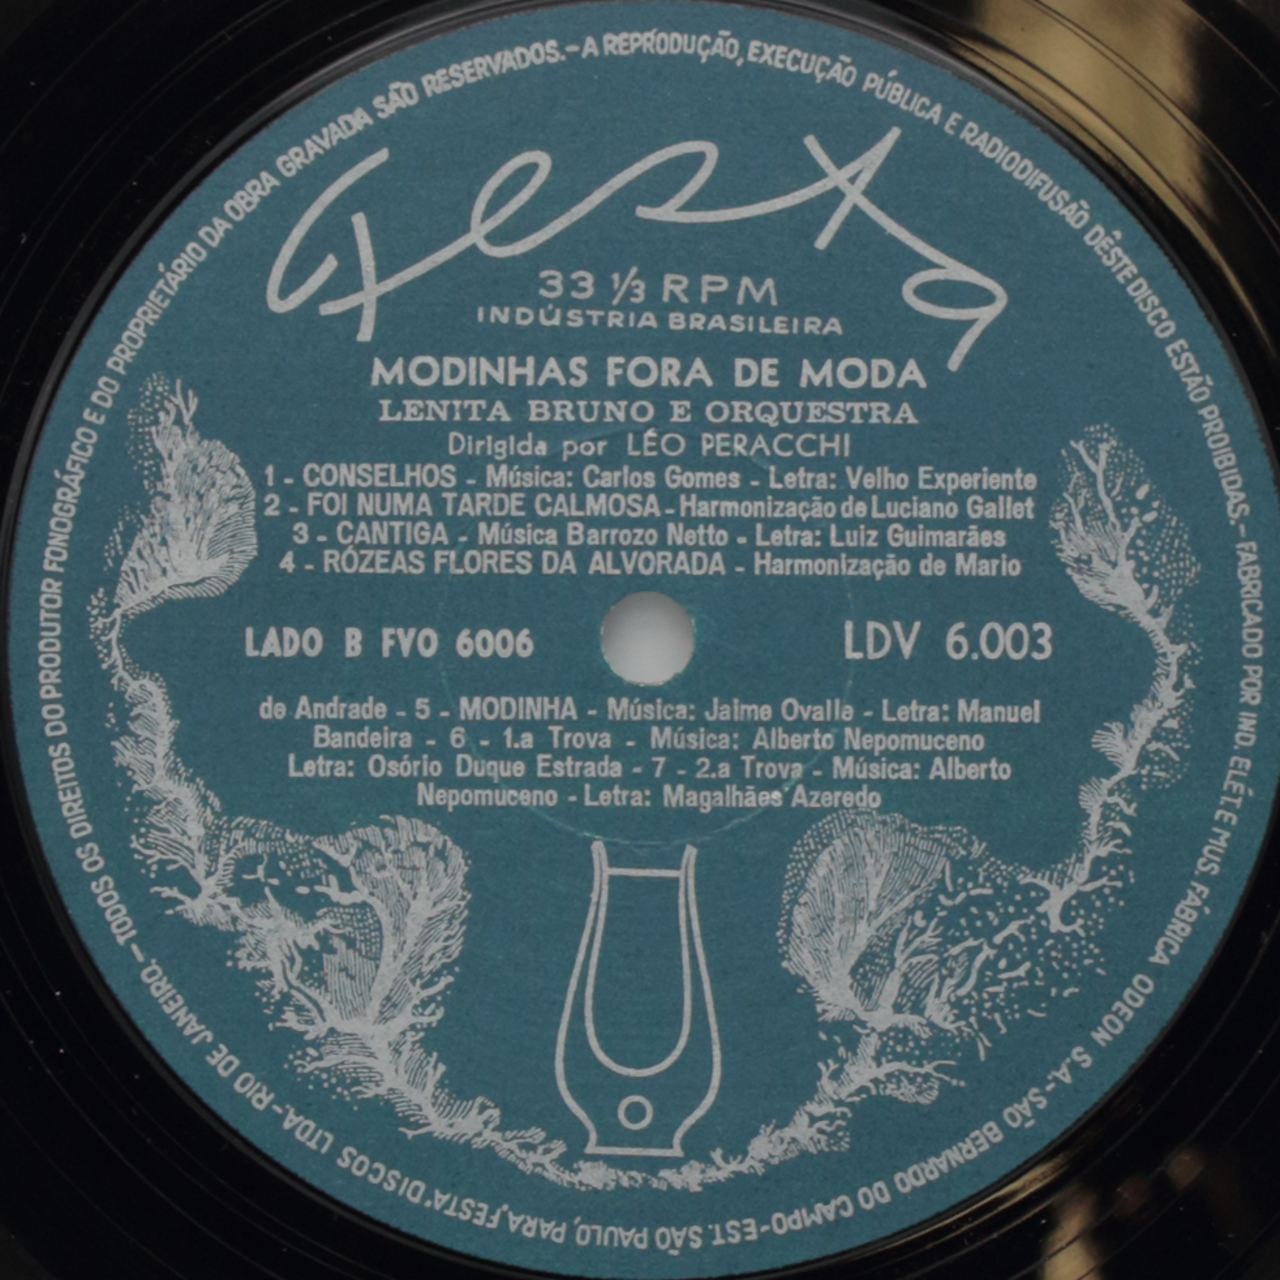 Festa
33 1/3 RPM
INDÚSTRIA BRASILEIRA
MODINHAS FORA DE MODA
LENITA BRUNO E ORQUESTRA
Dirigida por LÉO PERACCHI
1 - CONSELHOS - Música: Carlos Gomes - Letra: Velho Experiente
2 - FOI NUMA TARDE CALMOSA - Harmonização de Luciano Gallet
3 - CANTIGA - Música Barrozo Netto - Letra: Luiz Guimarães
4 - RÓZEAS FLORES DA ALVORADA - Harmonização de Mario
LADO B FVO 6006
LDV 6.003
de Andrade - 5 - MODINHA - Música: Jaime Ovalle - Letra: Manuel
Bandeira - 6 - 1.a Trova - Música: Alberto Nepomuceno
Letra: Osório Duque Estrada - 7 - 2.a Trova - Música: Alberto
Nepomuceno - Letra: Magalhães Azeredo
TODOS OS DIREITOS DO PRODUTOR FONOGRÁFICO E DO PROPRIETÁRIO DA OBRA GRAVADA SÃO RESERVADOS.-A REPRODUÇÃO, EXECUÇÃO PÚBLICA E RADIODIFUSÃO DÊSTE DISCO ESTÃO PROIBIDAS.-FABRICADO POR IND. ELÉT. E MUS. FÁBRICA ODEON S.A.-SÃO BERNARDO DO CAMPO-EST. SÃO PAULO, PARA "FESTA" DISCOS LTDA.-RIO DE JANEIRO.-